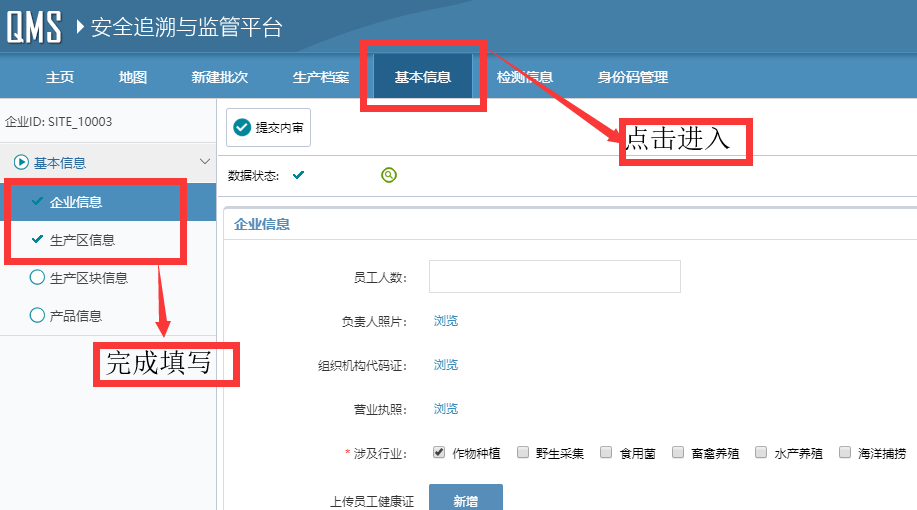 QMS 安全追溯与监管平台
主页 地图 新建批次 生产档案 基本信息 检测信息 身份码管理
企业ID: SITE_10003
提交内审
点击进入
基本信息
数据状态:
企业信息
生产区信息
生产区块信息
产品信息
完成填写
企业信息
员工人数:
负责人照片: 浏览
组织机构代码证: 浏览
营业执照: 浏览
*涉及行业: 作物种植 野生采集 食用菌 畜禽养殖 水产养殖 海洋捕捞
上传员工健康证 新增